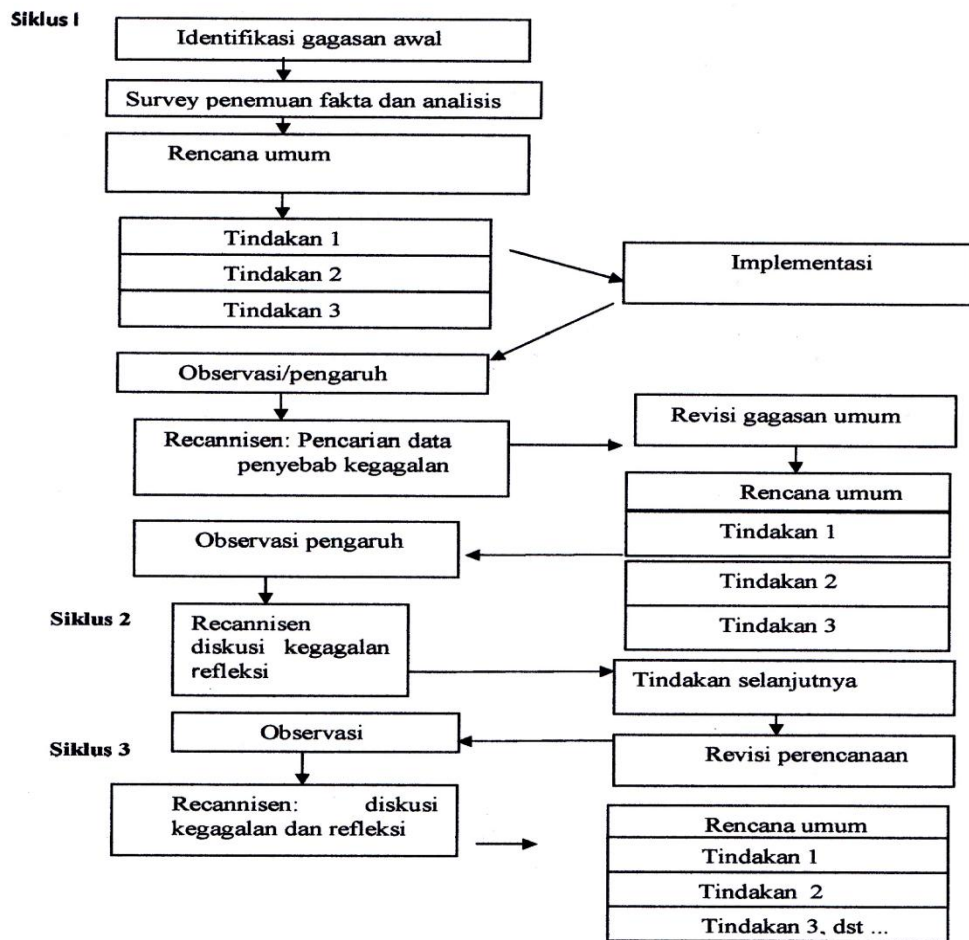 Siklus I
Identifikasi gagasan awal
Survey penemuan fakta dan analisis
Rencana umum
Tindakan 1
Tindakan 2
Tindakan 3
Implementasi
Observasi/pengaruh
Recannisen: Pencarian data
penyebab kegagalan
Revisi gagasan umum
Rencana umum
Tindakan 1
Tindakan 2
Tindakan 3
Observasi pengaruh
Siklus 2
Recannisen
diskusi kegagalan
refleksi
Tindakan selanjutnya
Revisi perencanaan
Siklus 3
Observasi
Recannisen: diskusi
kegagalan dan refleksi
Rencana umum
Tindakan 1
Tindakan 2
Tindakan 3, dst ...